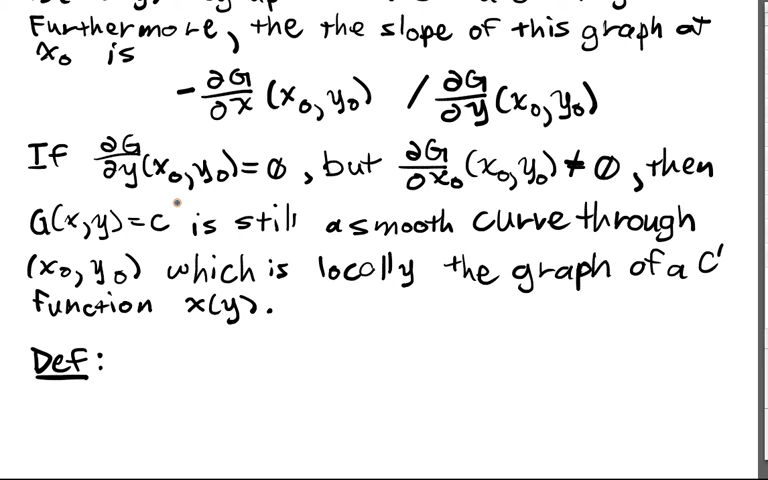 Furthermore, the the slope of this graph at
x₀ is
- ∂G/∂x (x₀, y₀) / ∂G/∂y (x₀, y₀)
If ∂G/∂y (x₀, y₀) = 0, but ∂G/∂x₀ (x₀, y₀) ≠ 0, then
G(x, y) = c is still a smooth curve through
(x₀, y₀) which is locally the graph of a C'
function x(y).
Def: